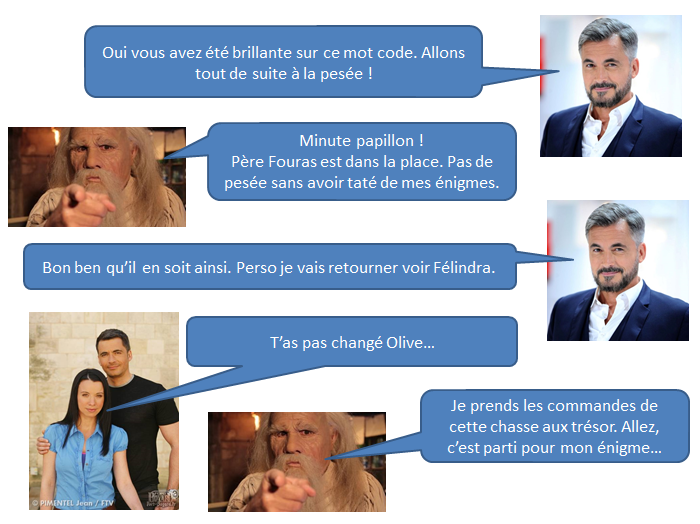 Oui vous avez été brillante sur ce mot code. Allons
tout de suite à la pesée !
Minute papillon !
Père Fouras est dans la place. Pas de
pesée sans avoir taté de mes énigmes.
Bon ben qu'il en soit ainsi. Perso je vais retourner voir Félindra.
T'as pas changé Olive…
Je prends les commandes de
cette chasse aux trésor. Allez,
c'est parti pour mon énigme…
© PIMENTEL Jean / FTV